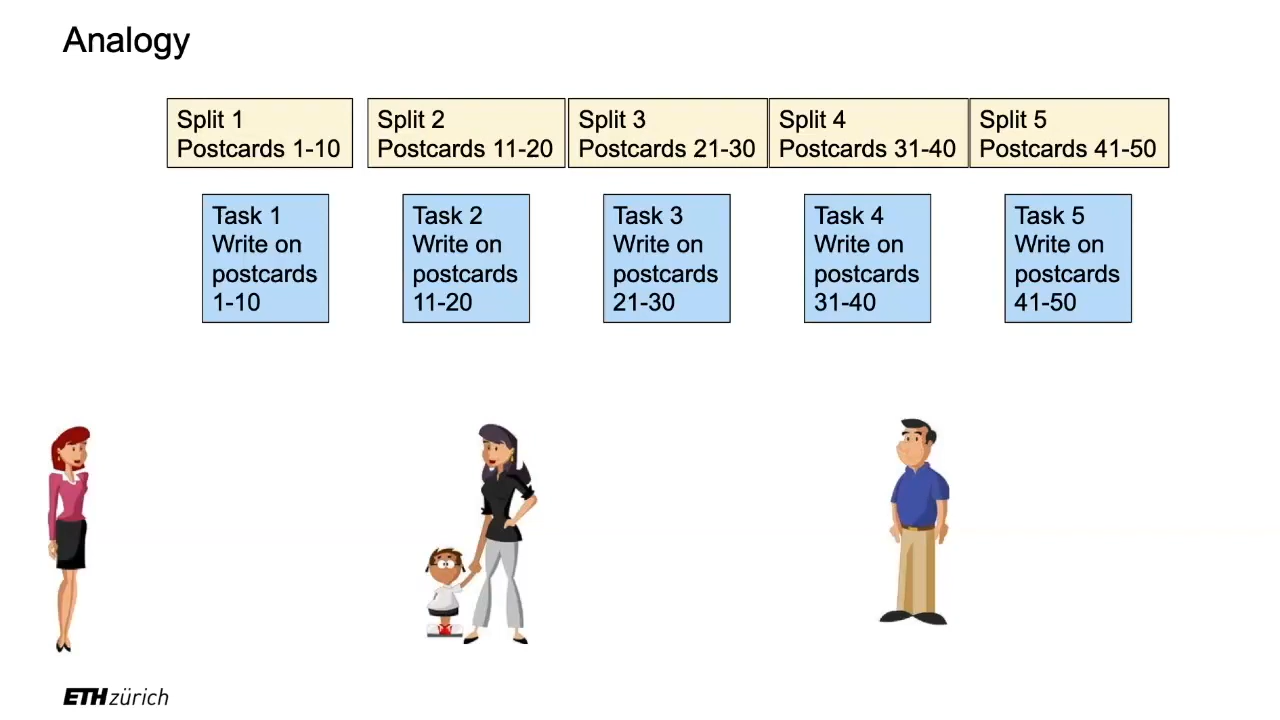 Analogy
Split 1
Postcards 1-10
Split 2
Postcards 11-20
Split 3
Postcards 21-30
Split 4
Postcards 31-40
Split 5
Postcards 41-50
Task 1
Write on
postcards
1-10
Task 2
Write on
postcards
11-20
Task 3
Write on
postcards
21-30
Task 4
Write on
postcards
31-40
Task 5
Write on
postcards
41-50
ETH zürich